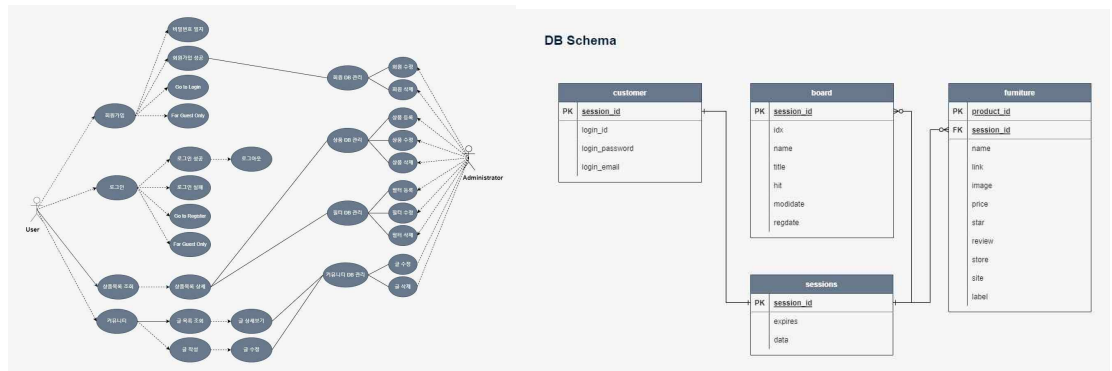 비밀번호 일치
회원가입 성공
Go to Login
For Guest Only
회원가입
로그인 성공
로그아웃
로그인 실패
로그인
Go to Register
For Guest Only
User
상품목록 조회
상품목록 상세
커뮤니티
글 목록 조회
글 상세보기
글 작성
글 수정
회원 DB 관리
회원 수정
회원 삭제
상품 DB 관리
상품 등록
상품 수정
상품 삭제
필터 DB 관리
필터 등록
필터 수정
필터 삭제
커뮤니티 DB 관리
글 수정
글 삭제
Administrator
DB Schema
customer
PK session_id
login_id
login_password
login_email
board
PK session_id
idx
name
title
hit
modidate
regdate
sessions
PK session_id
expires
data
furniture
PK product_id
FK session_id
name
link
image
price
star
review
store
site
label